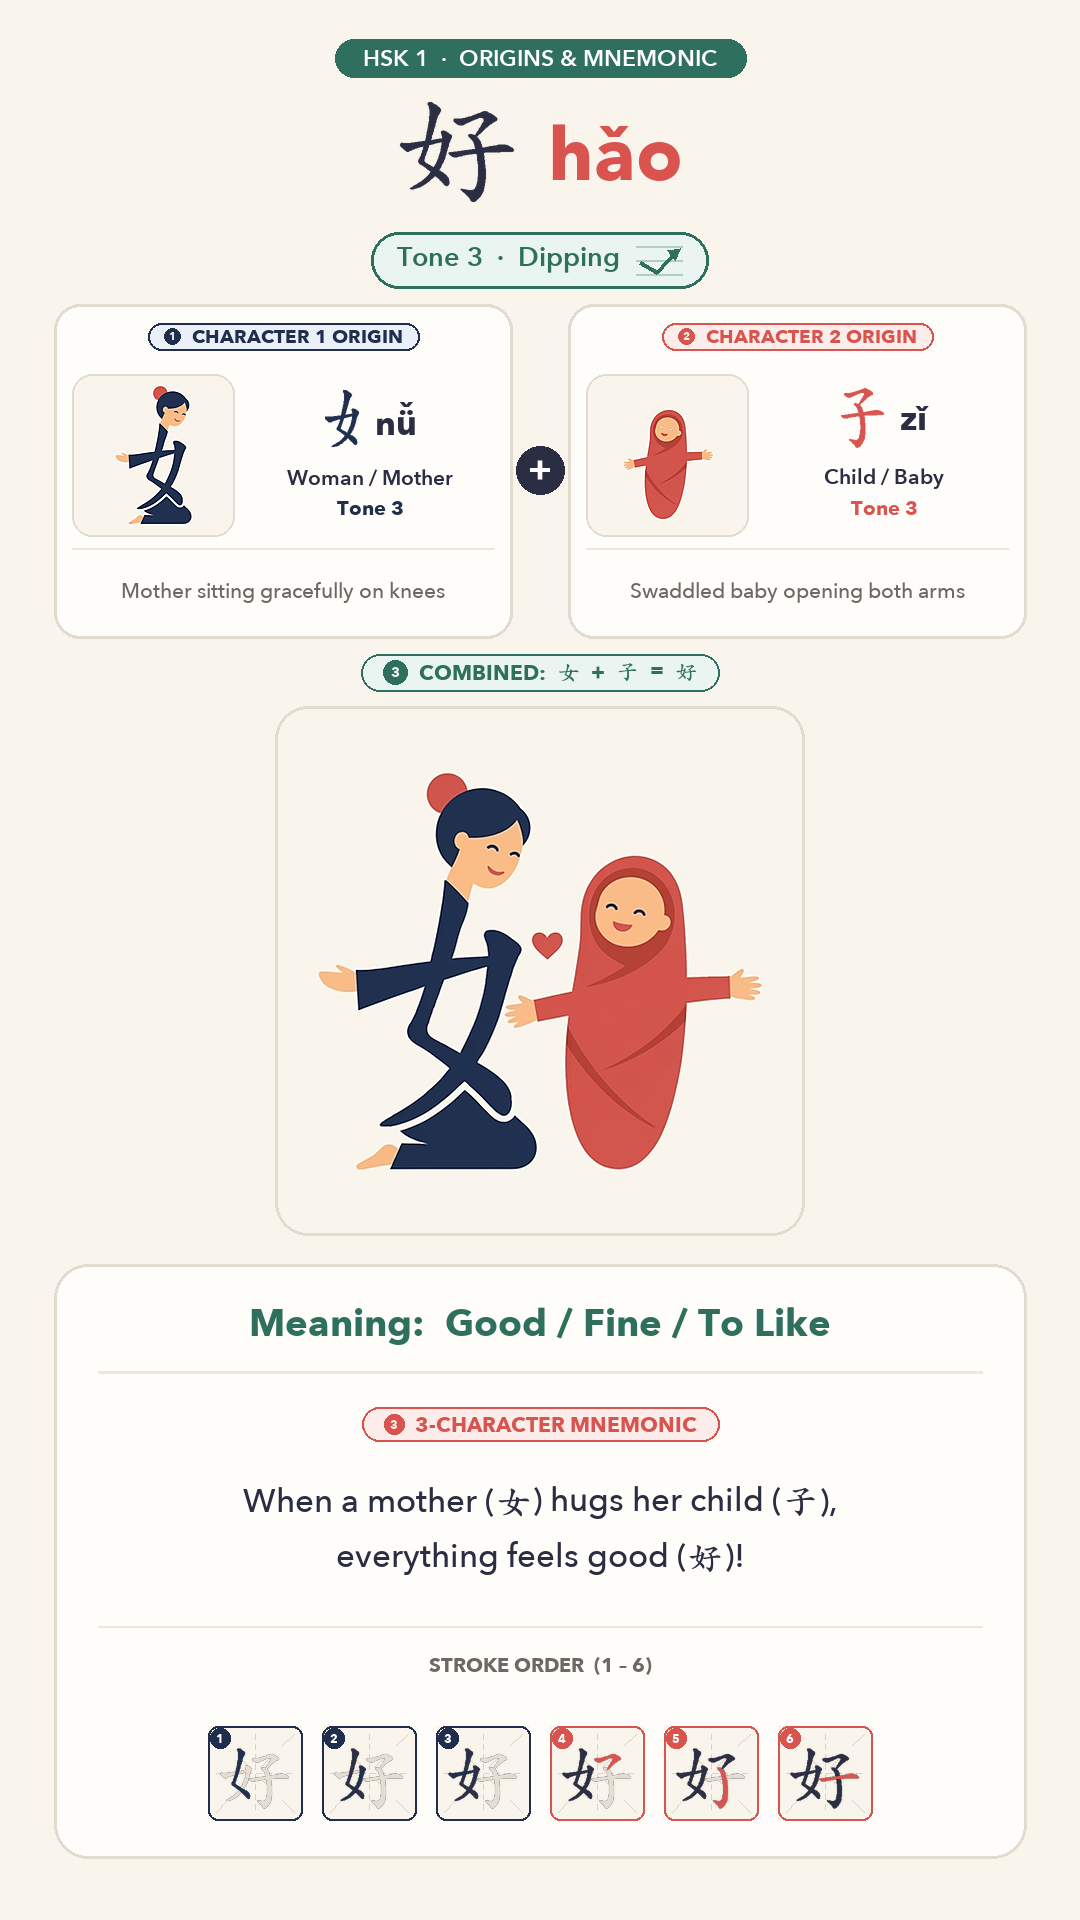 HSK 1 · ORIGINS & MNEMONIC
好 hǎo
Tone 3 · Dipping
1 CHARACTER 1 ORIGIN
女 nǚ
Woman / Mother
Tone 3
Mother sitting gracefully on knees
+
2 CHARACTER 2 ORIGIN
子 zǐ
Child / Baby
Tone 3
Swaddled baby opening both arms
3 COMBINED: 女 + 子 = 好
Meaning: Good / Fine / To Like
3 3-CHARACTER MNEMONIC
When a mother (女) hugs her child (子),
everything feels good (好)!
STROKE ORDER (1 – 6)
1 好 2 好 3 好 4 好 5 好 6 好